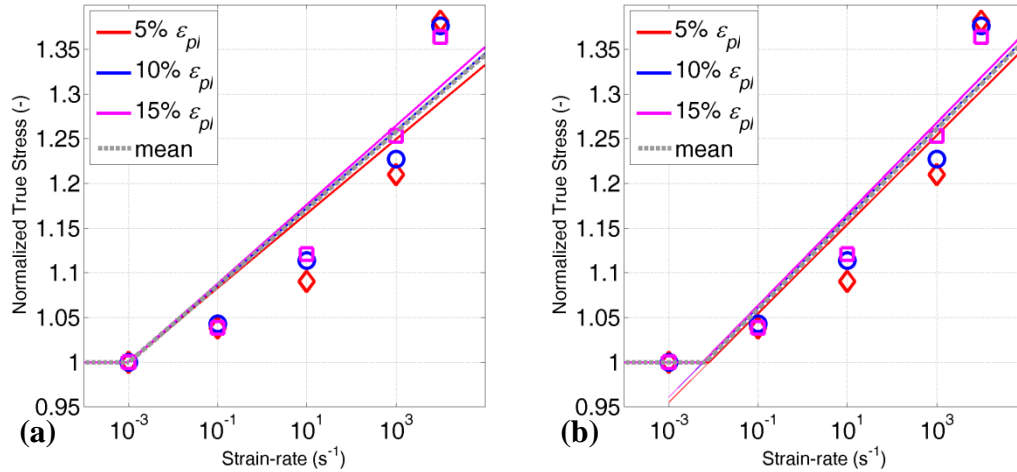 Normalized True Stress (-)
1.35
1.3
1.25
1.2
1.15
1.1
1.05
1
0.95
5% ε_pl
10% ε_pl
15% ε_pl
mean
10^-3
10^-1
10^1
10^3
Strain-rate (s^-1)
(a)
Normalized True Stress (-)
1.35
1.3
1.25
1.2
1.15
1.1
1.05
1
0.95
5% ε_pl
10% ε_pl
15% ε_pl
mean
10^-3
10^-1
10^1
10^3
Strain-rate (s^-1)
(b)